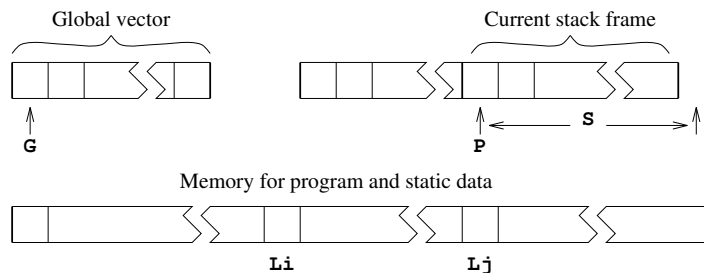 Global vector
Current stack frame
G
P
S
Memory for program and static data
Li
Lj